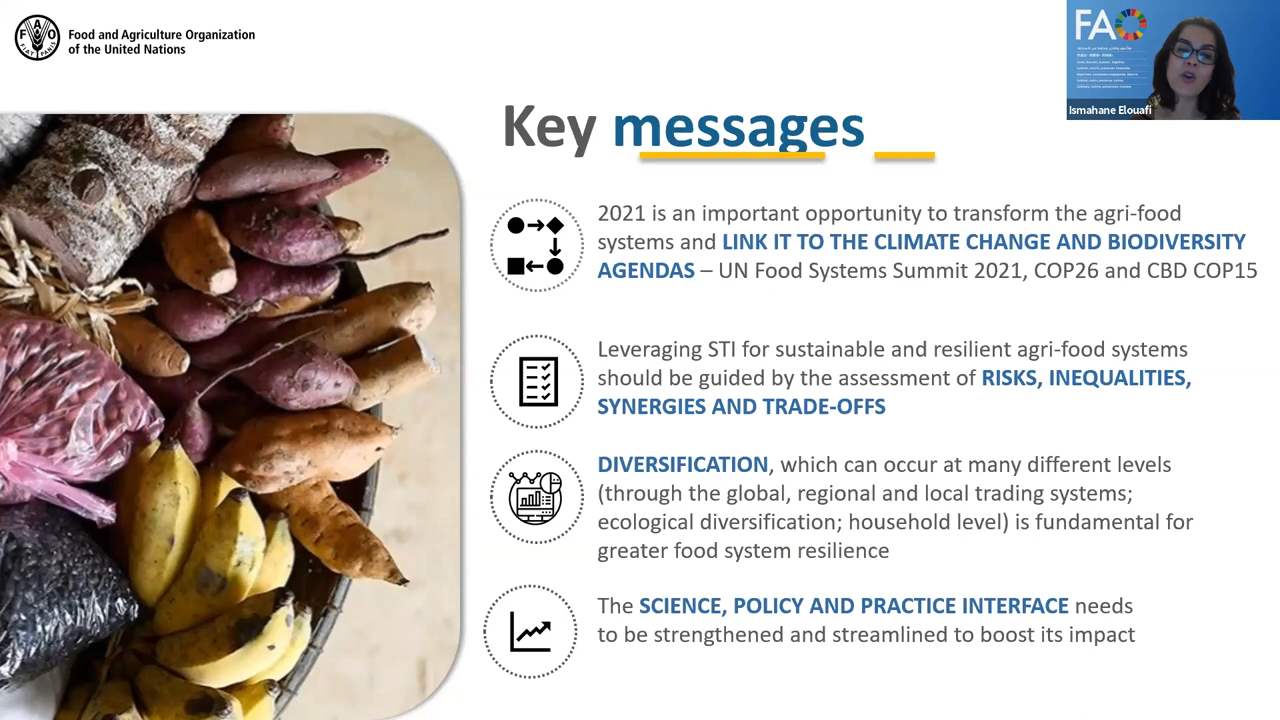 Food and Agriculture Organization
of the United Nations
FAO
Ismahane Elouafi
Key messages
2021 is an important opportunity to transform the agri-food
systems and LINK IT TO THE CLIMATE CHANGE AND BIODIVERSITY
AGENDAS – UN Food Systems Summit 2021, COP26 and CBD COP15
Leveraging STI for sustainable and resilient agri-food systems
should be guided by the assessment of RISKS, INEQUALITIES,
SYNERGIES AND TRADE-OFFS
DIVERSIFICATION, which can occur at many different levels
(through the global, regional and local trading systems;
ecological diversification; household level) is fundamental for
greater food system resilience
The SCIENCE, POLICY AND PRACTICE INTERFACE needs
to be strengthened and streamlined to boost its impact